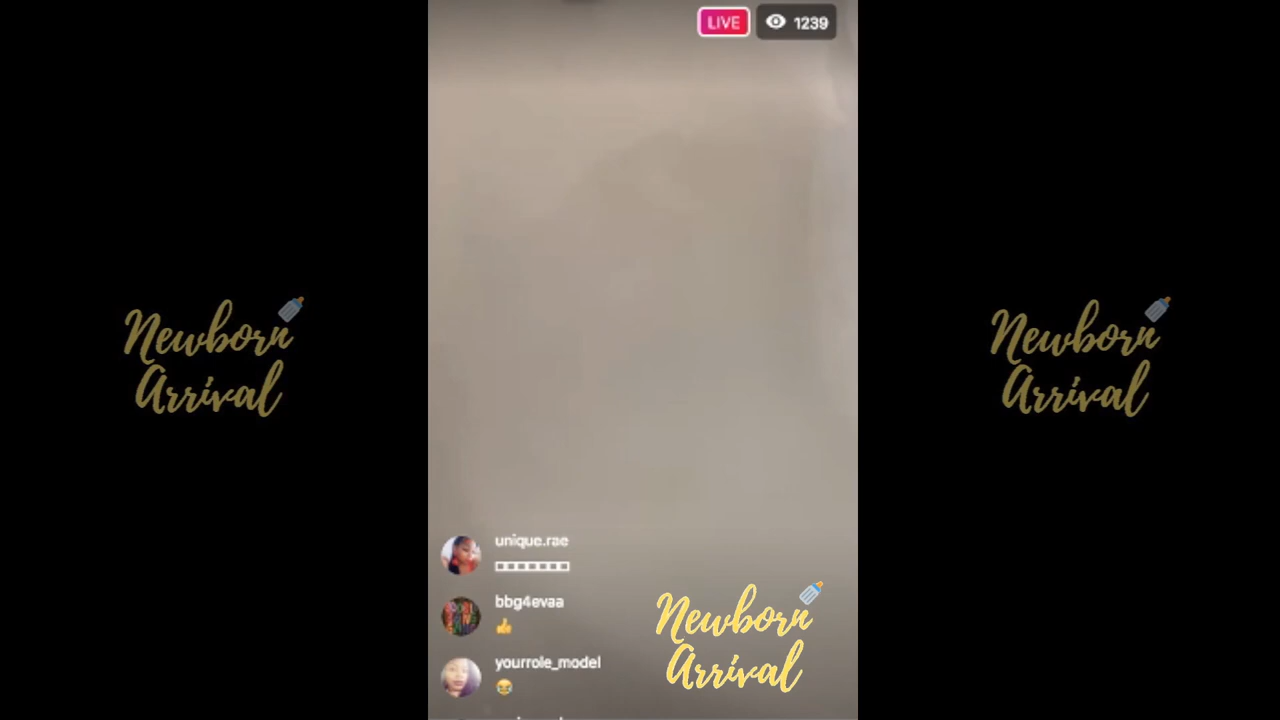 LIVE 1239
Newborn
Arrival
Newborn
Arrival
unique.rae
bbg4evaa
👍
yourrole_model
😂
Newborn
Arrival